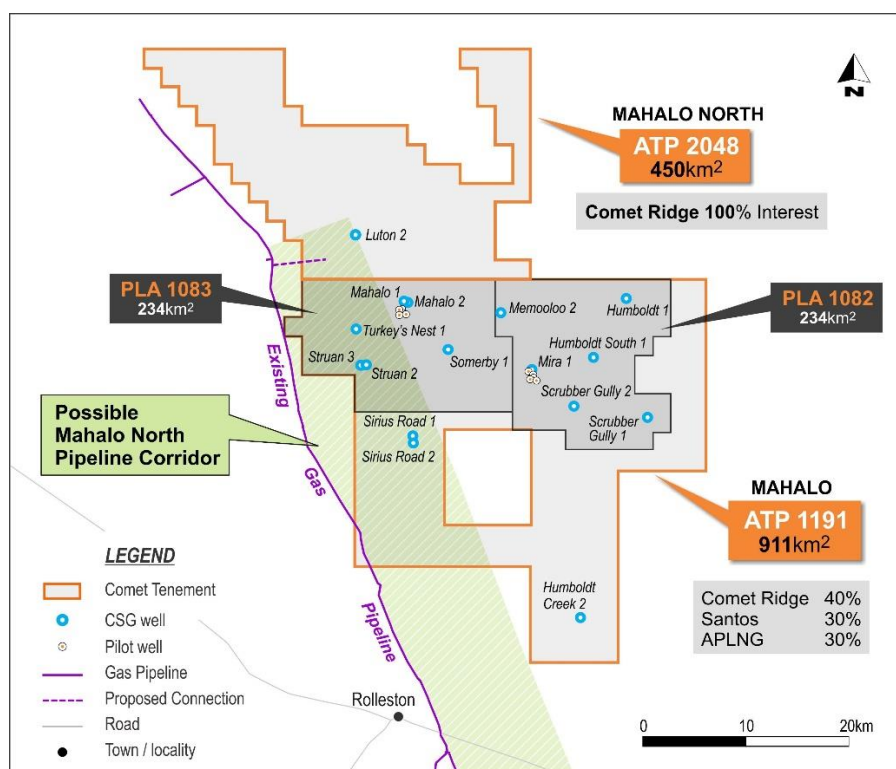 N
MAHALO NORTH
ATP 2048
450km²
Comet Ridge 100% Interest
Luton 2
PLA 1083
234km²
PLA 1082
234km²
Mahalo 1
Mahalo 2
Memooloo 2
Humboldt 1
Turkey's Nest 1
Humboldt South 1
Struan 3
Struan 2
Somerby 1
Mira 1
Scrubber Gully 2
Scrubber
Gully 1
Sirius Road 1
Sirius Road 2
Existing
Gas
Pipeline
Possible
Mahalo North
Pipeline Corridor
MAHALO
ATP 1191
911km²
Comet Ridge 40%
Santos 30%
APLNG 30%
Humboldt
Creek 2
LEGEND
Comet Tenement
CSG well
Pilot well
Gas Pipeline
Proposed Connection
Road
Town / locality
Rolleston
0 10 20km